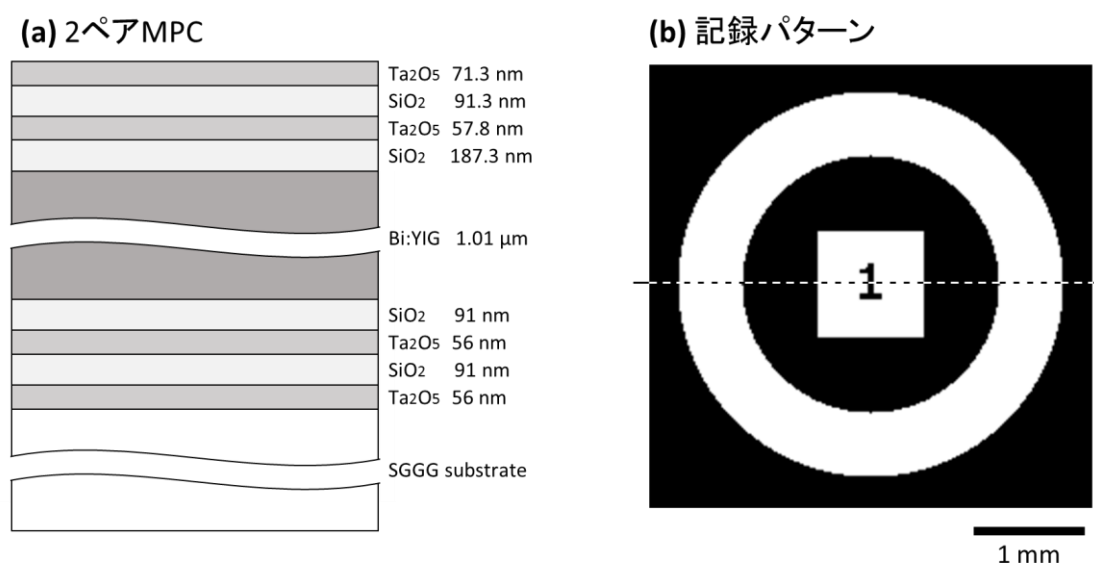 (a) 2ペアMPC
Ta2O5 71.3 nm
SiO2 91.3 nm
Ta2O5 57.8 nm
SiO2 187.3 nm
Bi:YIG 1.01 μm
SiO2 91 nm
Ta2O5 56 nm
SiO2 91 nm
Ta2O5 56 nm
SGGG substrate
(b) 記録パターン
1
1 mm